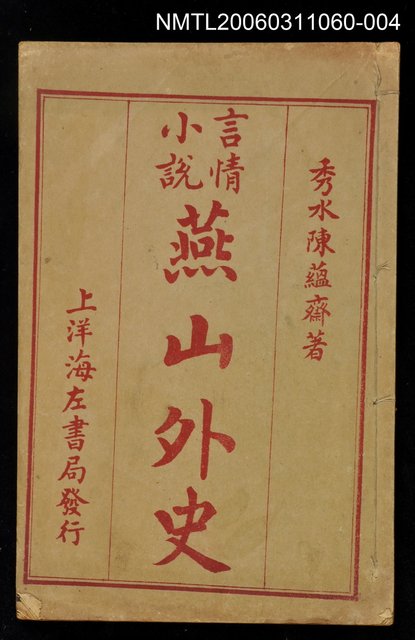 NMTL20060311060-004
秀水陳蘊齋著
言情
小說
燕山外史
上洋海左書局發行